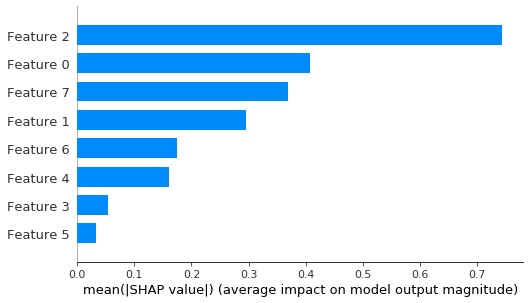 Feature 2
Feature 0
Feature 7
Feature 1
Feature 6
Feature 4
Feature 3
Feature 5
0.0 0.1 0.2 0.3 0.4 0.5 0.6 0.7
mean(|SHAP value|) (average impact on model output magnitude)